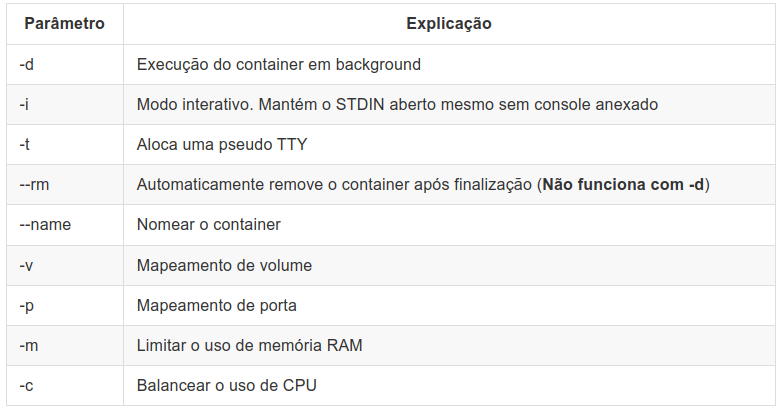 Parâmetro Explicação
-d Execução do container em background
-i Modo interativo. Mantém o STDIN aberto mesmo sem console anexado
-t Aloca uma pseudo TTY
--rm Automaticamente remove o container após finalização (Não funciona com -d)
--name Nomear o container
-v Mapeamento de volume
-p Mapeamento de porta
-m Limitar o uso de memória RAM
-c Balancear o uso de CPU